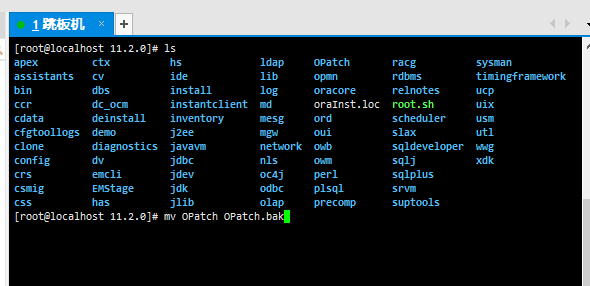 1 跳板机
[root@localhost 11.2.0]# ls
apex ctx hs ldap OPatch racg sysman
assistants cv ide lib opmn rdbms timingframework
bin dbs install log oracore relnotes ucp
ccr dc_ocm instantclient md oraInst.loc root.sh uix
cdata deinstall inventory mesg ord scheduler usm
cfgtoollogs demo j2ee mgw oui slax utl
clone diagnostics javavm network owb sqldeveloper wwg
config dv jdbc nls owm sqlj xdk
crs emcli jdev oc4j perl sqlplus
csmig EMStage jdk odbc plsql srvm
css has jlib olap precomp suptools
[root@localhost 11.2.0]# mv OPatch OPatch.bak